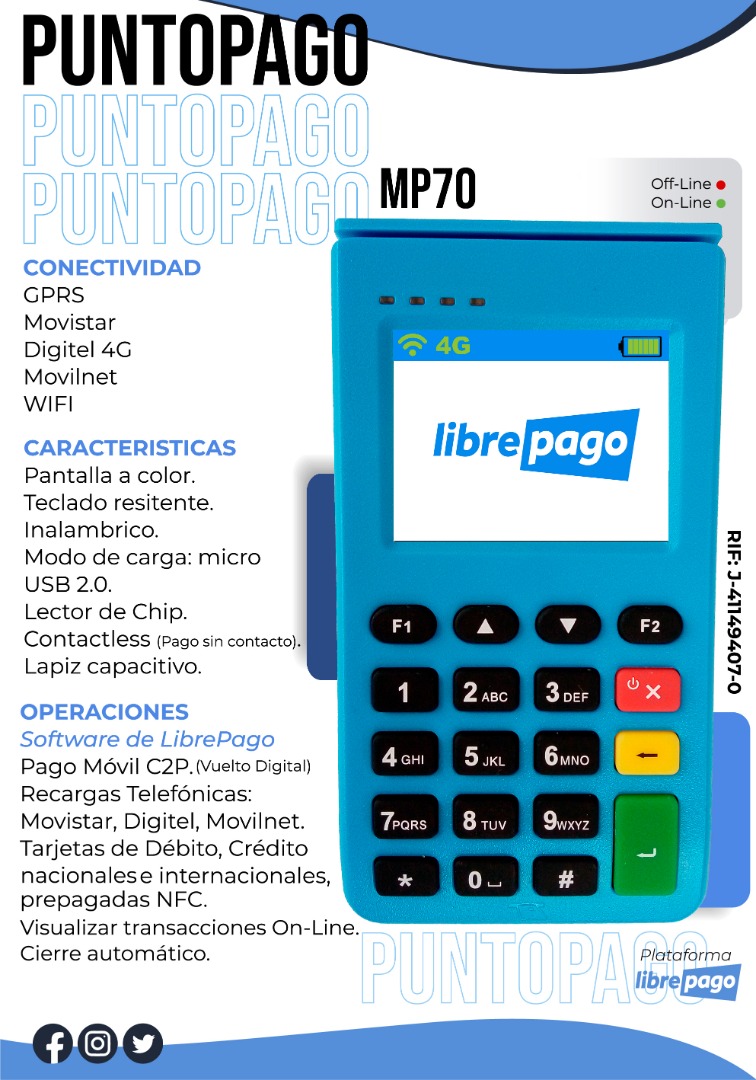 PUNTOPAGO
PUNTOPAGO
PUNTOPAGO
MP70
Off-Line
On-Line
CONECTIVIDAD
GPRS
Movistar
Digitel 4G
Movilnet
WIFI
CARACTERISTICAS
Pantalla a color.
Teclado resitente.
Inalambrico.
Modo de carga: micro
USB 2.0.
Lector de Chip.
Contactless (Pago sin contacto).
Lapiz capacitivo.
OPERACIONES
Software de LibrePago
Pago Móvil C2P.(Vuelto Digital)
Recargas Telefónicas:
Movistar, Digitel, Movilnet.
Tarjetas de Débito, Crédito
nacionales e internacionales,
prepagadas NFC.
Visualizar transacciones On-Line.
Cierre automático.
4G
librepago
F1 ▲ ▼ F2
1 2 ABC 3 DEF X
4 GHI 5 JKL 6 MNO ←
7 PQRS 8 TUV 9 WXYZ
* 0 #
RIF: J-41149407-0
PUNTOPAGO
Plataforma
librepago